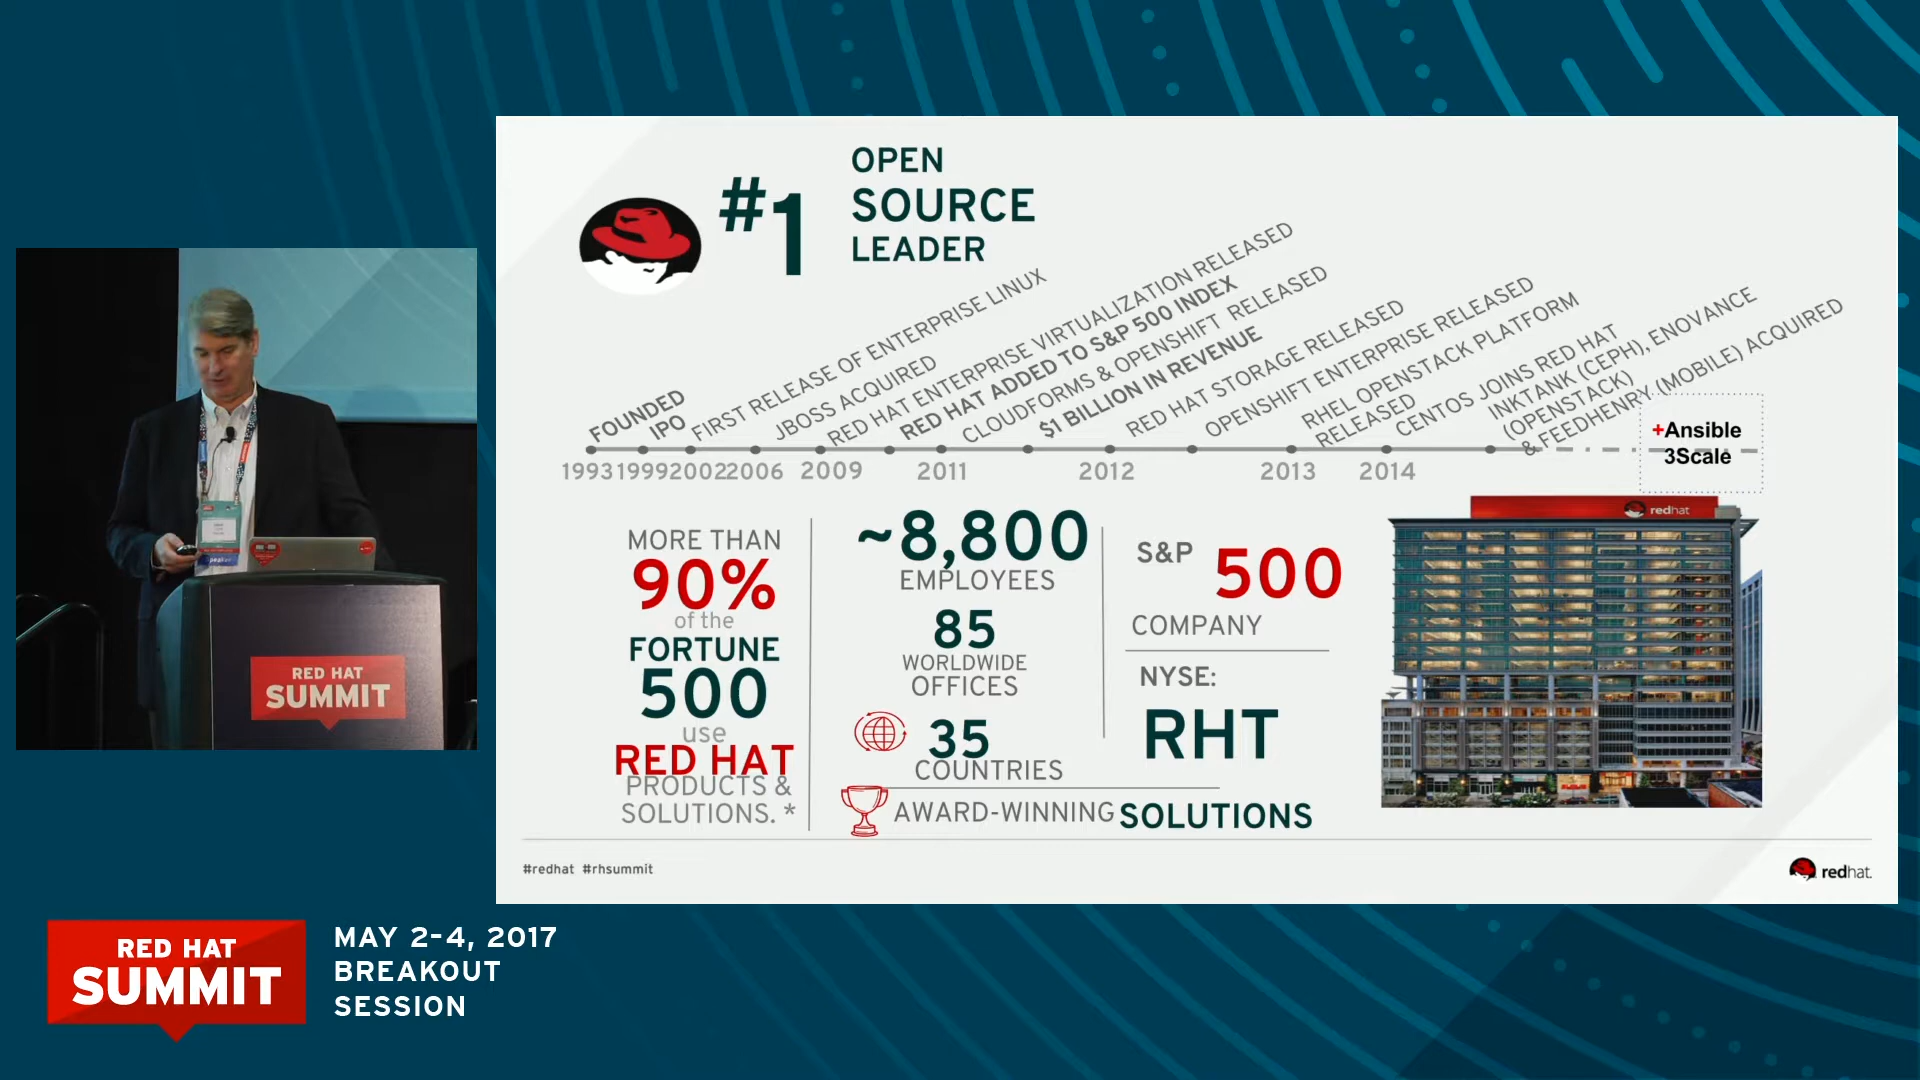 #1
OPEN
SOURCE
LEADER
FOUNDED
IPO
FIRST RELEASE OF ENTERPRISE LINUX
JBOSS ACQUIRED
RED HAT ENTERPRISE VIRTUALIZATION RELEASED
RED HAT ADDED TO S&P 500 INDEX
CLOUDFORMS & OPENSHIFT RELEASED
$1 BILLION IN REVENUE
RED HAT STORAGE RELEASED
OPENSHIFT ENTERPRISE RELEASED
RHEL OPENSTACK PLATFORM
RELEASED
CENTOS JOINS RED HAT
INKTANK (CEPH), ENOVANCE
(OPENSTACK)
& FEEDHENRY (MOBILE) ACQUIRED
+Ansible
3Scale
1993 1999 2002 2006 2009 2011 2012 2013 2014
MORE THAN
90%
of the
FORTUNE
500
use
RED HAT
PRODUCTS &
SOLUTIONS. *
~8,800
EMPLOYEES
85
WORLDWIDE
OFFICES
35
COUNTRIES
AWARD-WINNING SOLUTIONS
S&P 500
COMPANY
NYSE:
RHT
redhat
#redhat #rhsummit
redhat.
RED HAT
SUMMIT
RED HAT
SUMMIT
MAY 2-4, 2017
BREAKOUT
SESSION